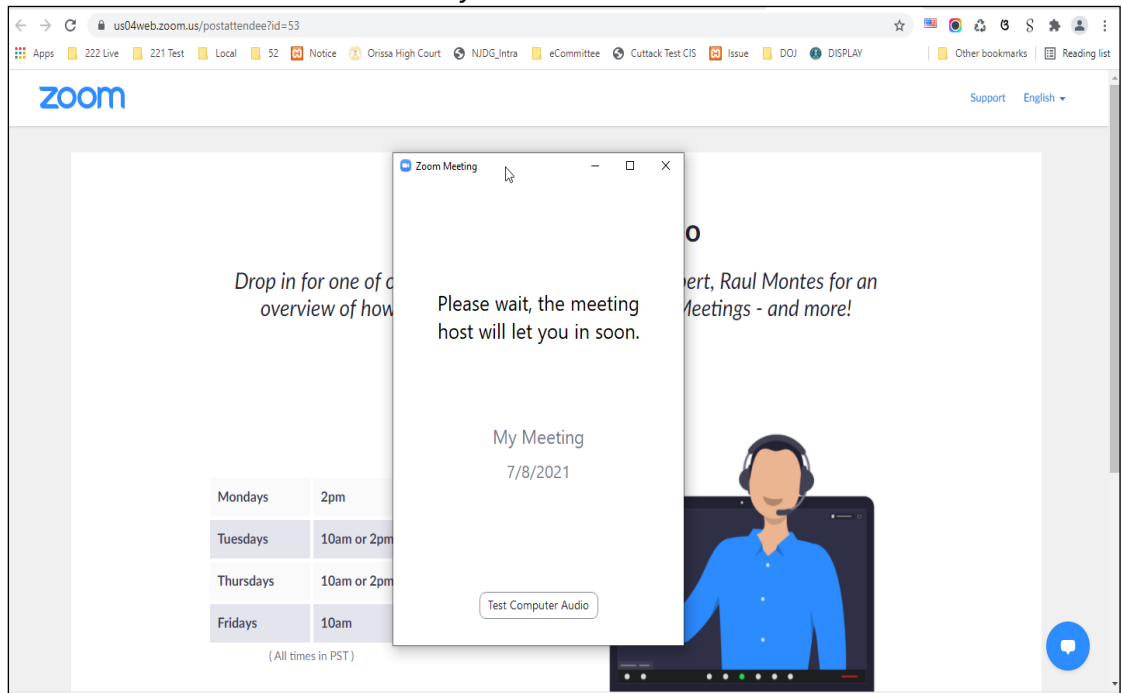 us04web.zoom.us/postattendee?id=53
Apps 222 Live 221 Test Local 52 Notice Orissa High Court NJDG_Intra eCommittee Cuttack Test CIS Issue DOJ DISPLAY Other bookmarks Reading list
zoom
Support English
Zoom Meeting
o
Drop in for one of o
pert, Raul Montes for an
overview of how
Meetings - and more!
Please wait, the meeting
host will let you in soon.
My Meeting
7/8/2021
Mondays 2pm
Tuesdays 10am or 2pm
Thursdays 10am or 2pm
Fridays 10am
(All times in PST)
Test Computer Audio